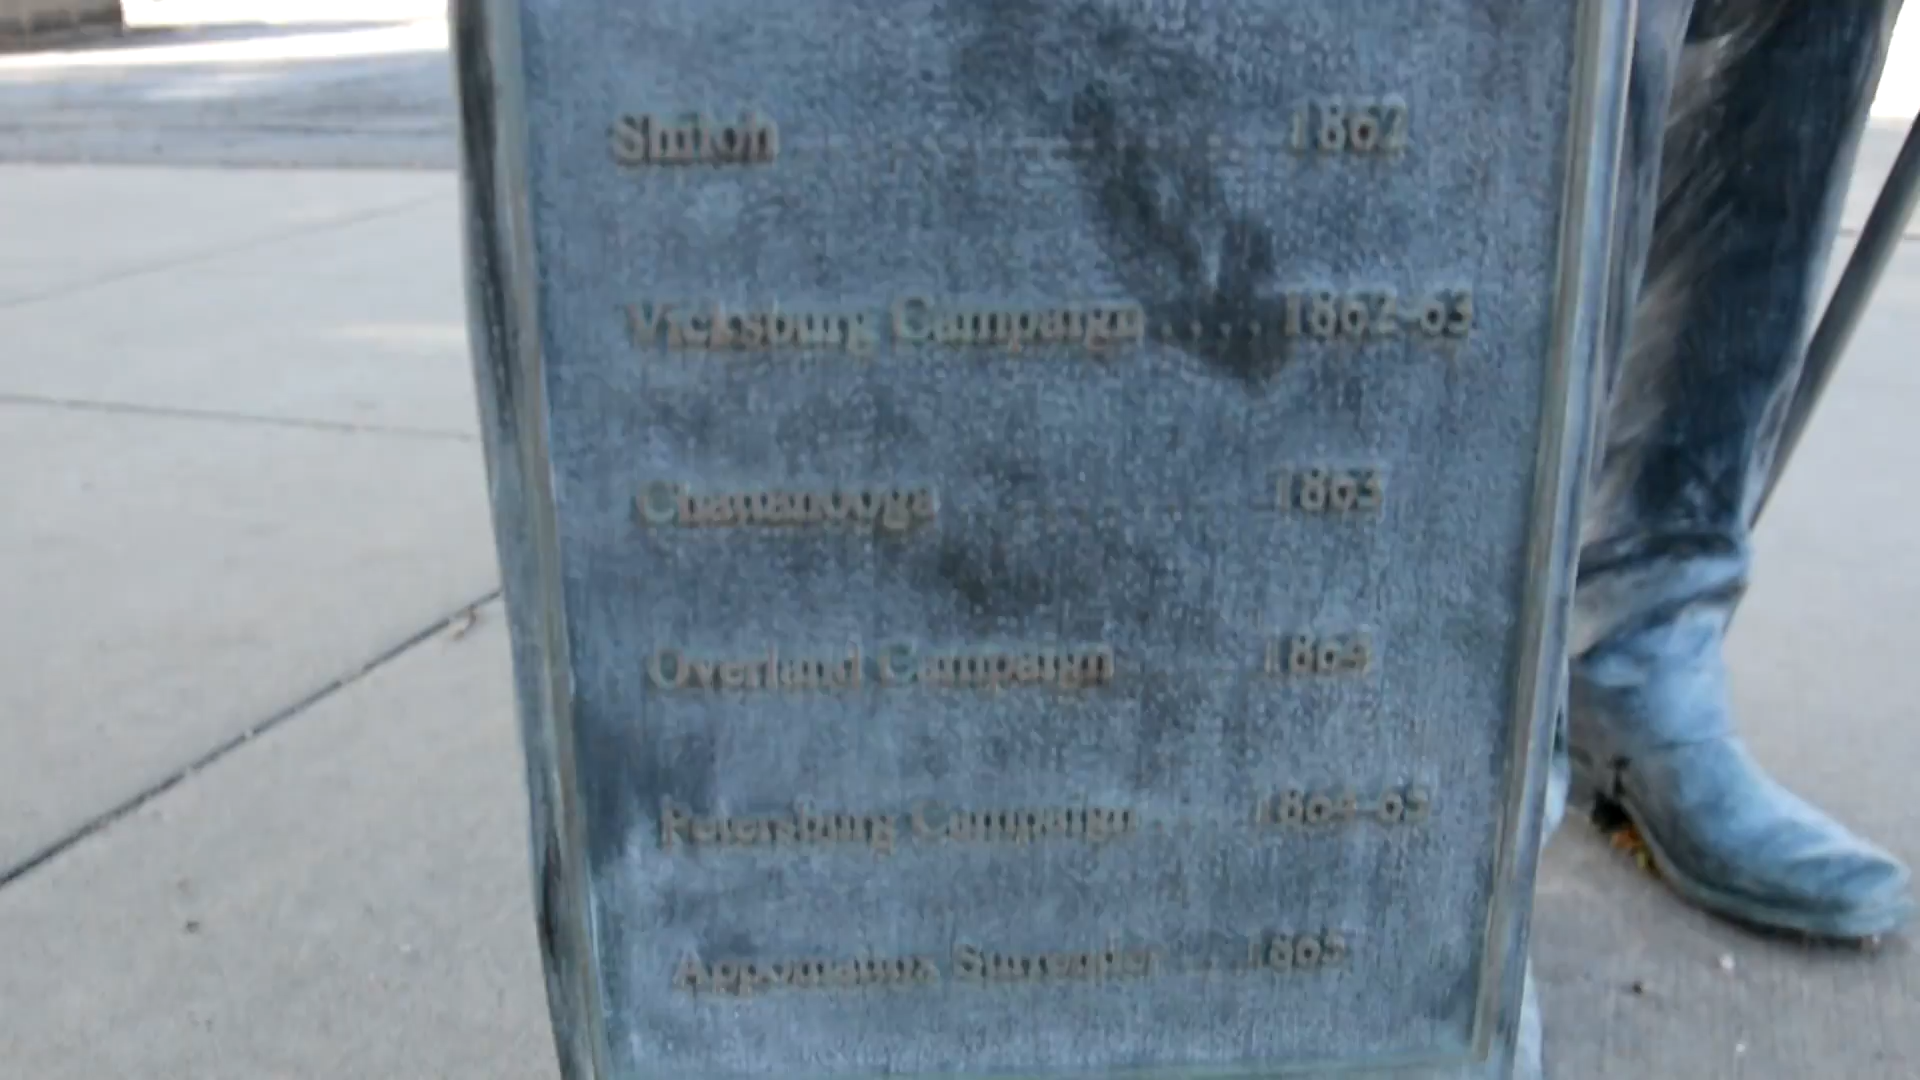 Shiloh ................ 1862
Vicksburg Campaign .... 1862-63
Chattanooga ............ 1863
Overland Campaign ..... 1864
Petersburg Campaign .... 1864-65
Appomattox Surrender .... 1865